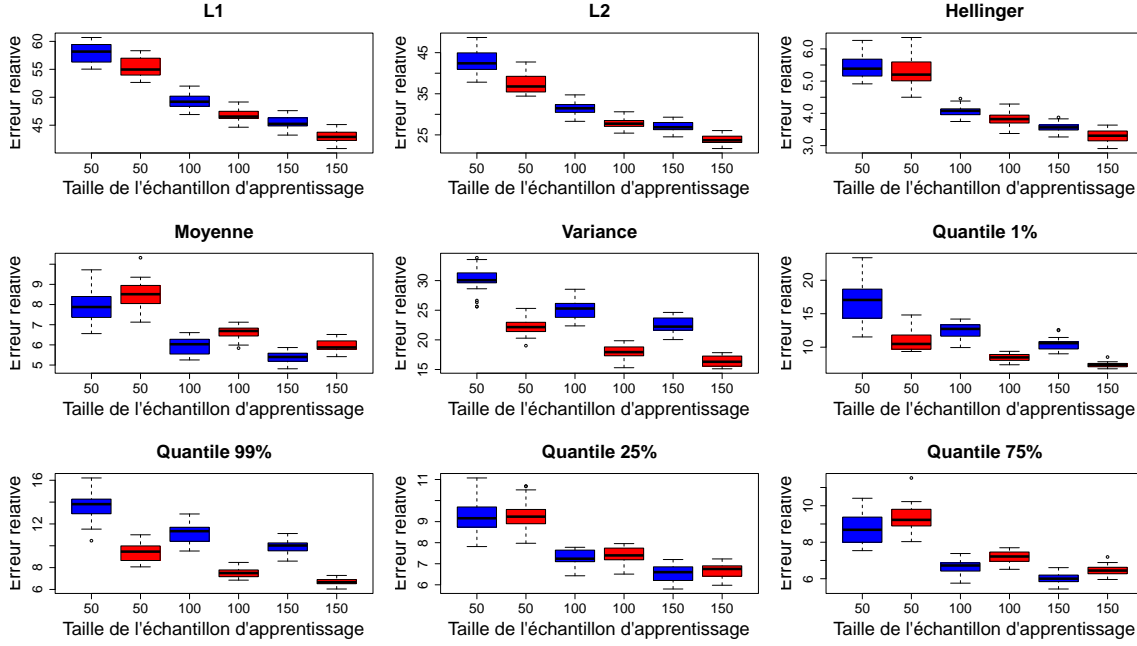 L1
Erreur relative
45 50 55 60
50 50 100 100 150 150
Taille de l'échantillon d'apprentissage
L2
Erreur relative
25 35 45
50 50 100 100 150 150
Taille de l'échantillon d'apprentissage
Hellinger
Erreur relative
3.0 4.0 5.0 6.0
50 50 100 100 150 150
Taille de l'échantillon d'apprentissage
Moyenne
Erreur relative
5 6 7 8 9
50 50 100 100 150 150
Taille de l'échantillon d'apprentissage
Variance
Erreur relative
15 20 25 30
50 50 100 100 150 150
Taille de l'échantillon d'apprentissage
Quantile 1%
Erreur relative
10 15 20
50 50 100 100 150 150
Taille de l'échantillon d'apprentissage
Quantile 99%
Erreur relative
6 8 12 16
50 50 100 100 150 150
Taille de l'échantillon d'apprentissage
Quantile 25%
Erreur relative
6 7 8 9 11
50 50 100 100 150 150
Taille de l'échantillon d'apprentissage
Quantile 75%
Erreur relative
6 8 10
50 50 100 100 150 150
Taille de l'échantillon d'apprentissage